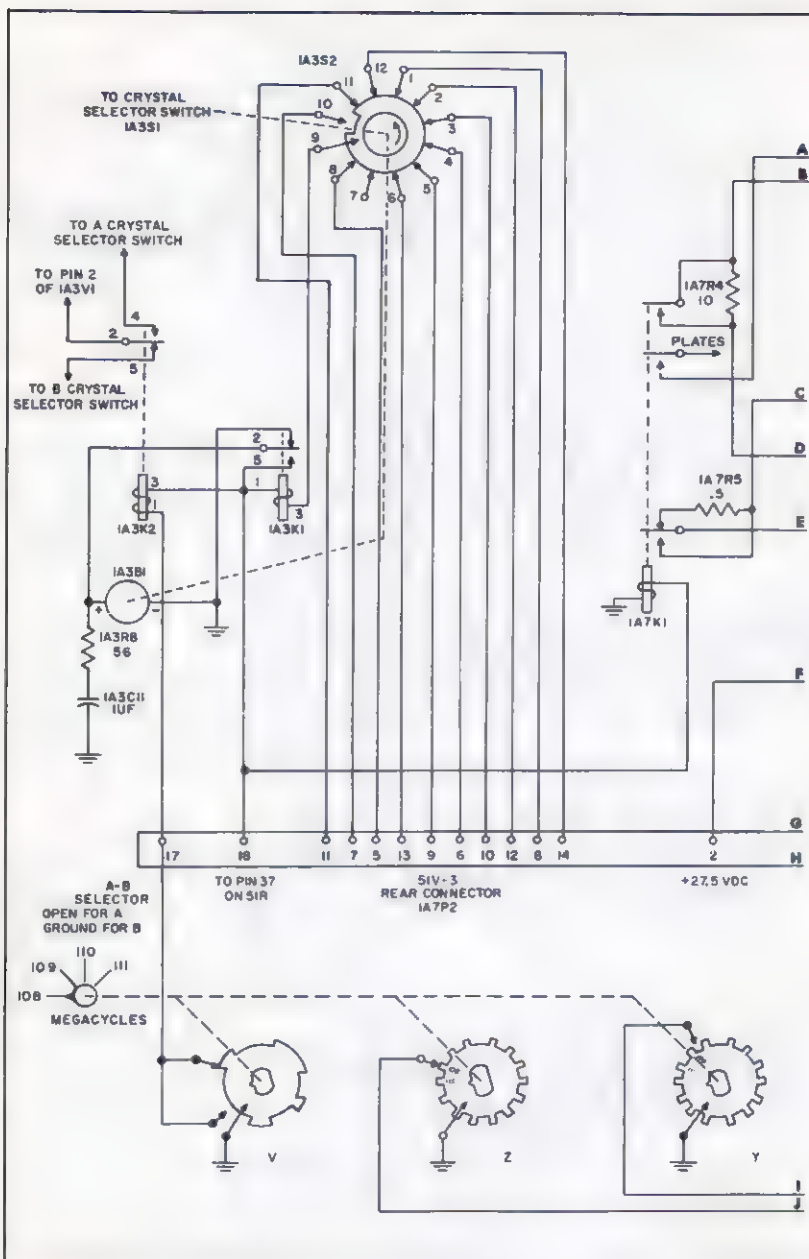 1A3S2
12
1
11
2
TO CRYSTAL
SELECTOR SWITCH
1A3S1
10
3
9
4
8
7
6
5
A
B
TO A CRYSTAL
SELECTOR SWITCH
TO PIN 2
OF 1A3V1
4
2
5
TO B CRYSTAL
SELECTOR SWITCH
1A7R4
10
PLATES
C
D
2
5
3
1
1
3
1A3K2
1A3K1
1A7R5
.5
E
1A3B1
+
-
1A7K1
1A3R8
56
1A3C11
1UF
F
G
17
18
11
7
5
13
9
6
10
12
8
14
2
H
A-B
SELECTOR
OPEN FOR A
GROUND FOR B
TO PIN 37
ON 51R
51V-3
REAR CONNECTOR
1A7P2
+27.5 VDC
110
109
111
108
MEGACYCLES
V
Z
Y
I
J